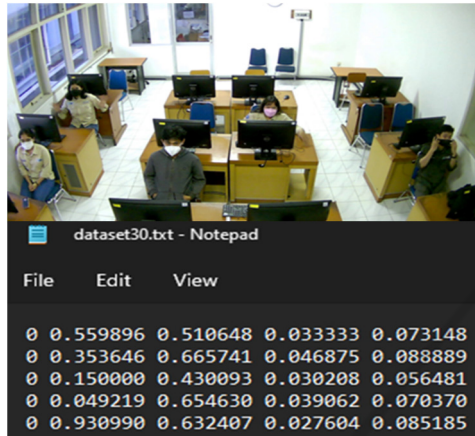 dataset30.txt - Notepad
File Edit View
0 0.559896 0.510648 0.033333 0.073148
0 0.353646 0.665741 0.046875 0.088889
0 0.150000 0.430093 0.030208 0.056481
0 0.049219 0.654630 0.039062 0.070370
0 0.930990 0.632407 0.027604 0.085185